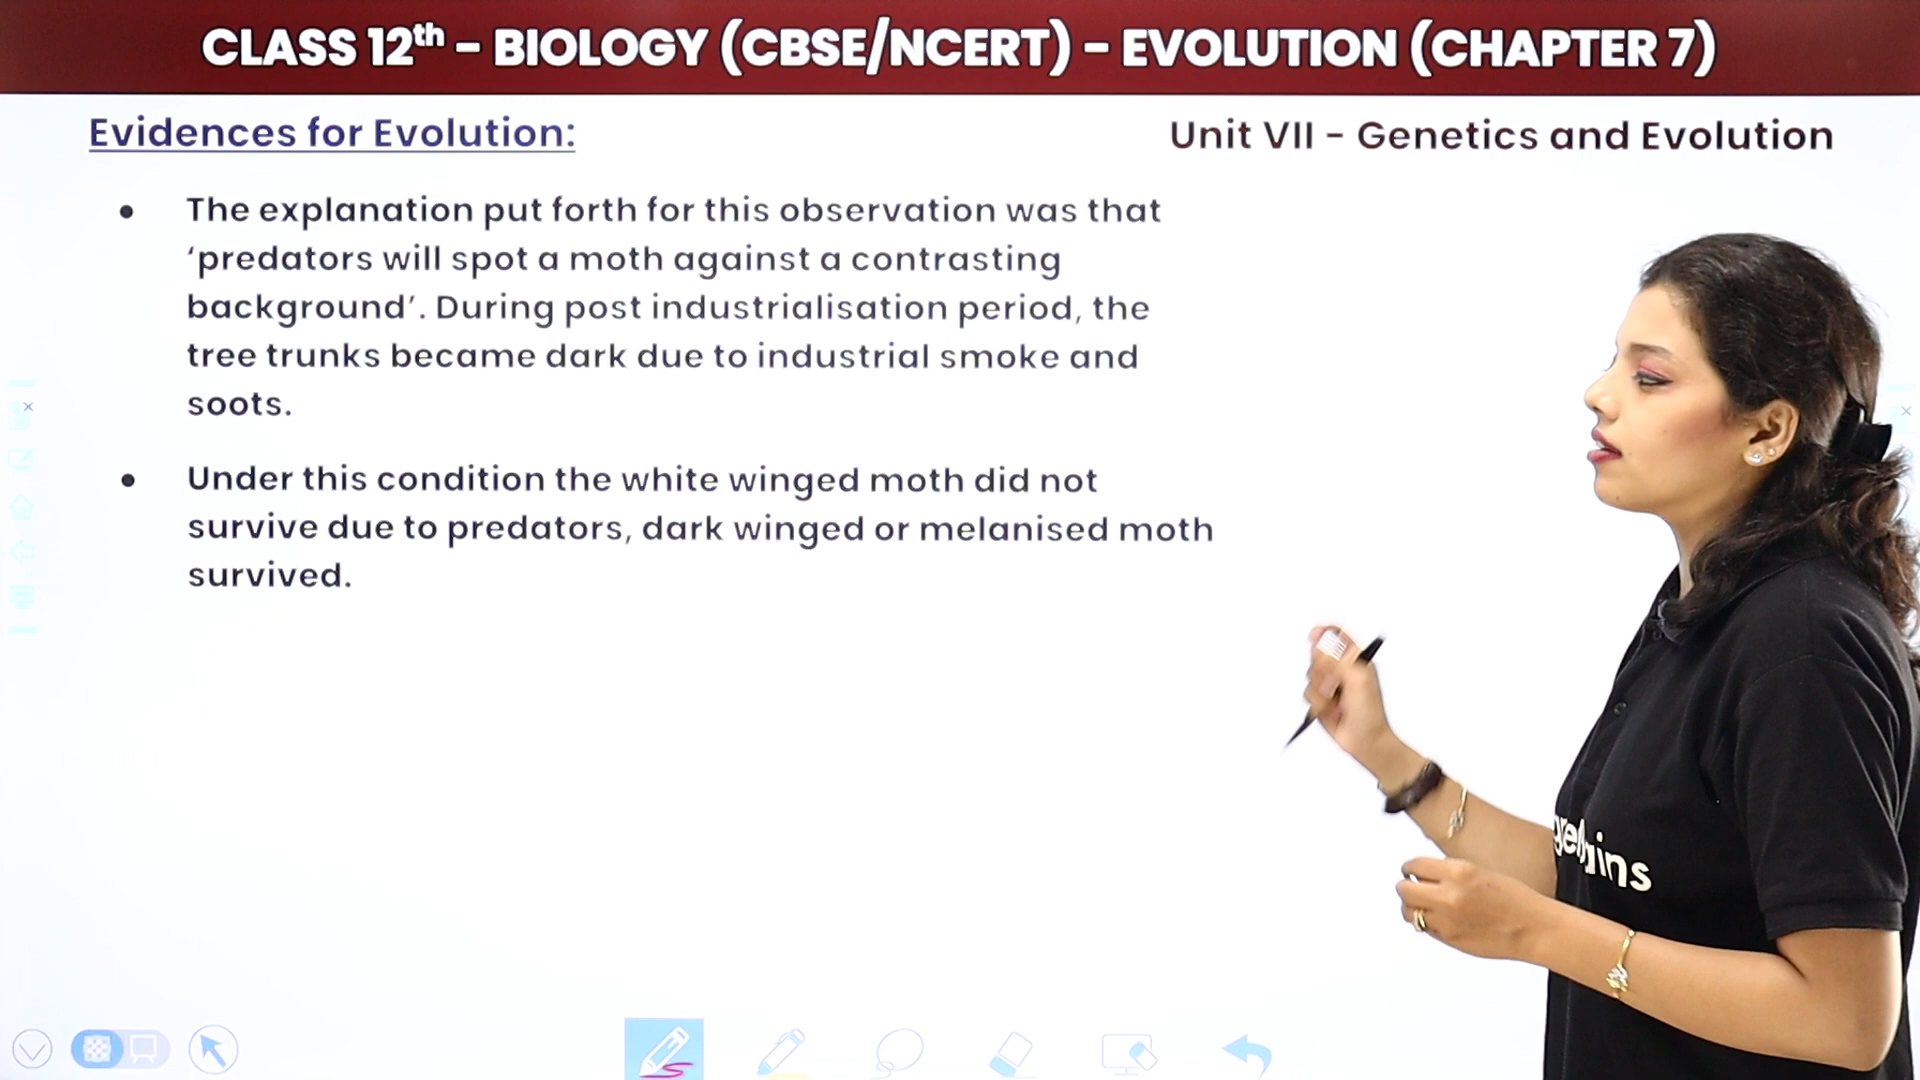 CLASS 12th – BIOLOGY (CBSE/NCERT) – EVOLUTION (CHAPTER 7)
Evidences for Evolution:
Unit VII – Genetics and Evolution
• The explanation put forth for this observation was that
‘predators will spot a moth against a contrasting
background’. During post industrialisation period, the
tree trunks became dark due to industrial smoke and
soots.
• Under this condition the white winged moth did not
survive due to predators, dark winged or melanised moth
survived.